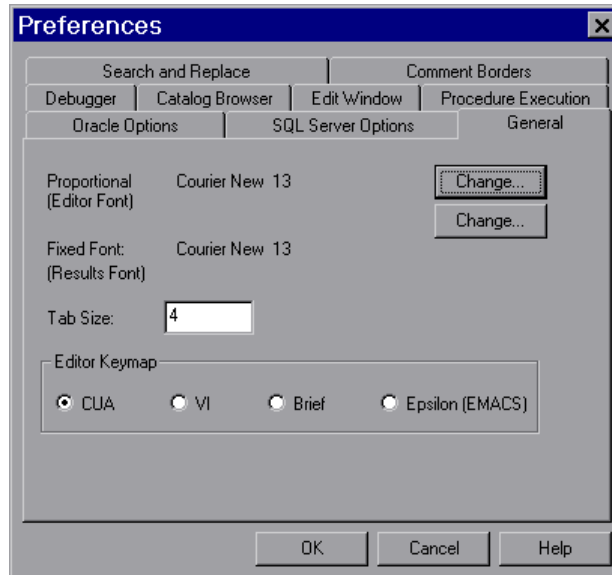 Preferences
Search and Replace Comment Borders
Debugger Catalog Browser Edit Window Procedure Execution
Oracle Options SQL Server Options General
Proportional Courier New 13 Change...
(Editor Font)
Change...
Fixed Font: Courier New 13
(Results Font)
Tab Size: 4
Editor Keymap
CUA VI Brief Epsilon (EMACS)
OK Cancel Help